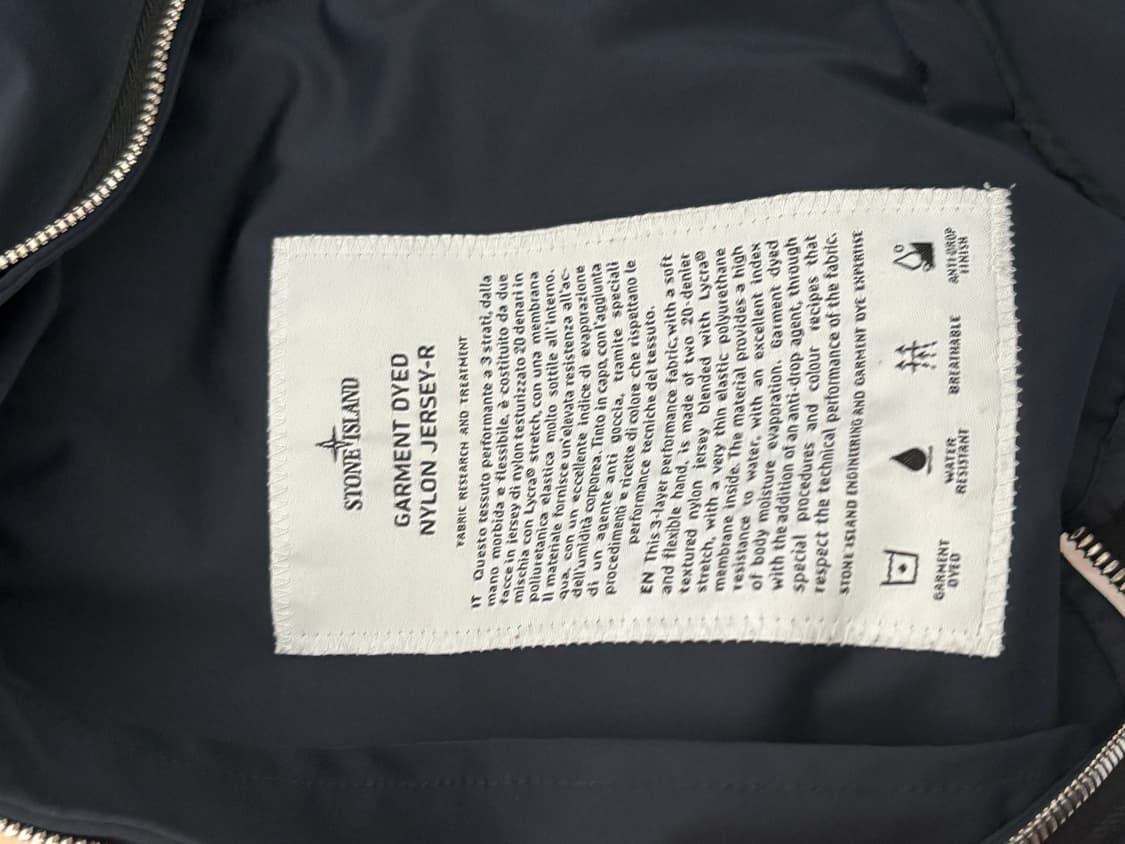 STONE ISLAND
GARMENT DYED
NYLON JERSEY-R
FABRIC RESEARCH AND TREATMENT
IT Questo tessuto performante a 3 strati, dalla
mano morbida e flessibile, è costituito da due
facce in jersey di nylon testurizzato 20 denari in
mischia con Lycra® stretch, con una membrana
poliuretanica elastica molto sottile all'interno.
Il materiale fornisce un'elevata resistenza all'ac-
qua, con un eccellente indice di evaporazione
dell'umidità corporea. Tinto in capo, con l'aggiunta
di un agente anti goccia, tramite speciali
procedimenti e ricette di colore che rispettano le
performance tecniche del tessuto.
EN This 3-layer performance fabric, with a soft
and flexible hand, is made of two 20-denier
textured nylon jersey blended with Lycra®
stretch, with a very thin elastic polyurethane
membrane inside. The material provides a high
resistance to water, with an excellent index
of body moisture evaporation. Garment dyed
with the addition of an anti-drop agent, through
special procedures and colour recipes that
respect the technical performance of the fabric.
STONE ISLAND ENGINEERING AND GARMENT DYE EXPERTISE
GARMENT
DYED
WATER
RESISTANT
BREATHABLE
ANTI-DROP
FINISH